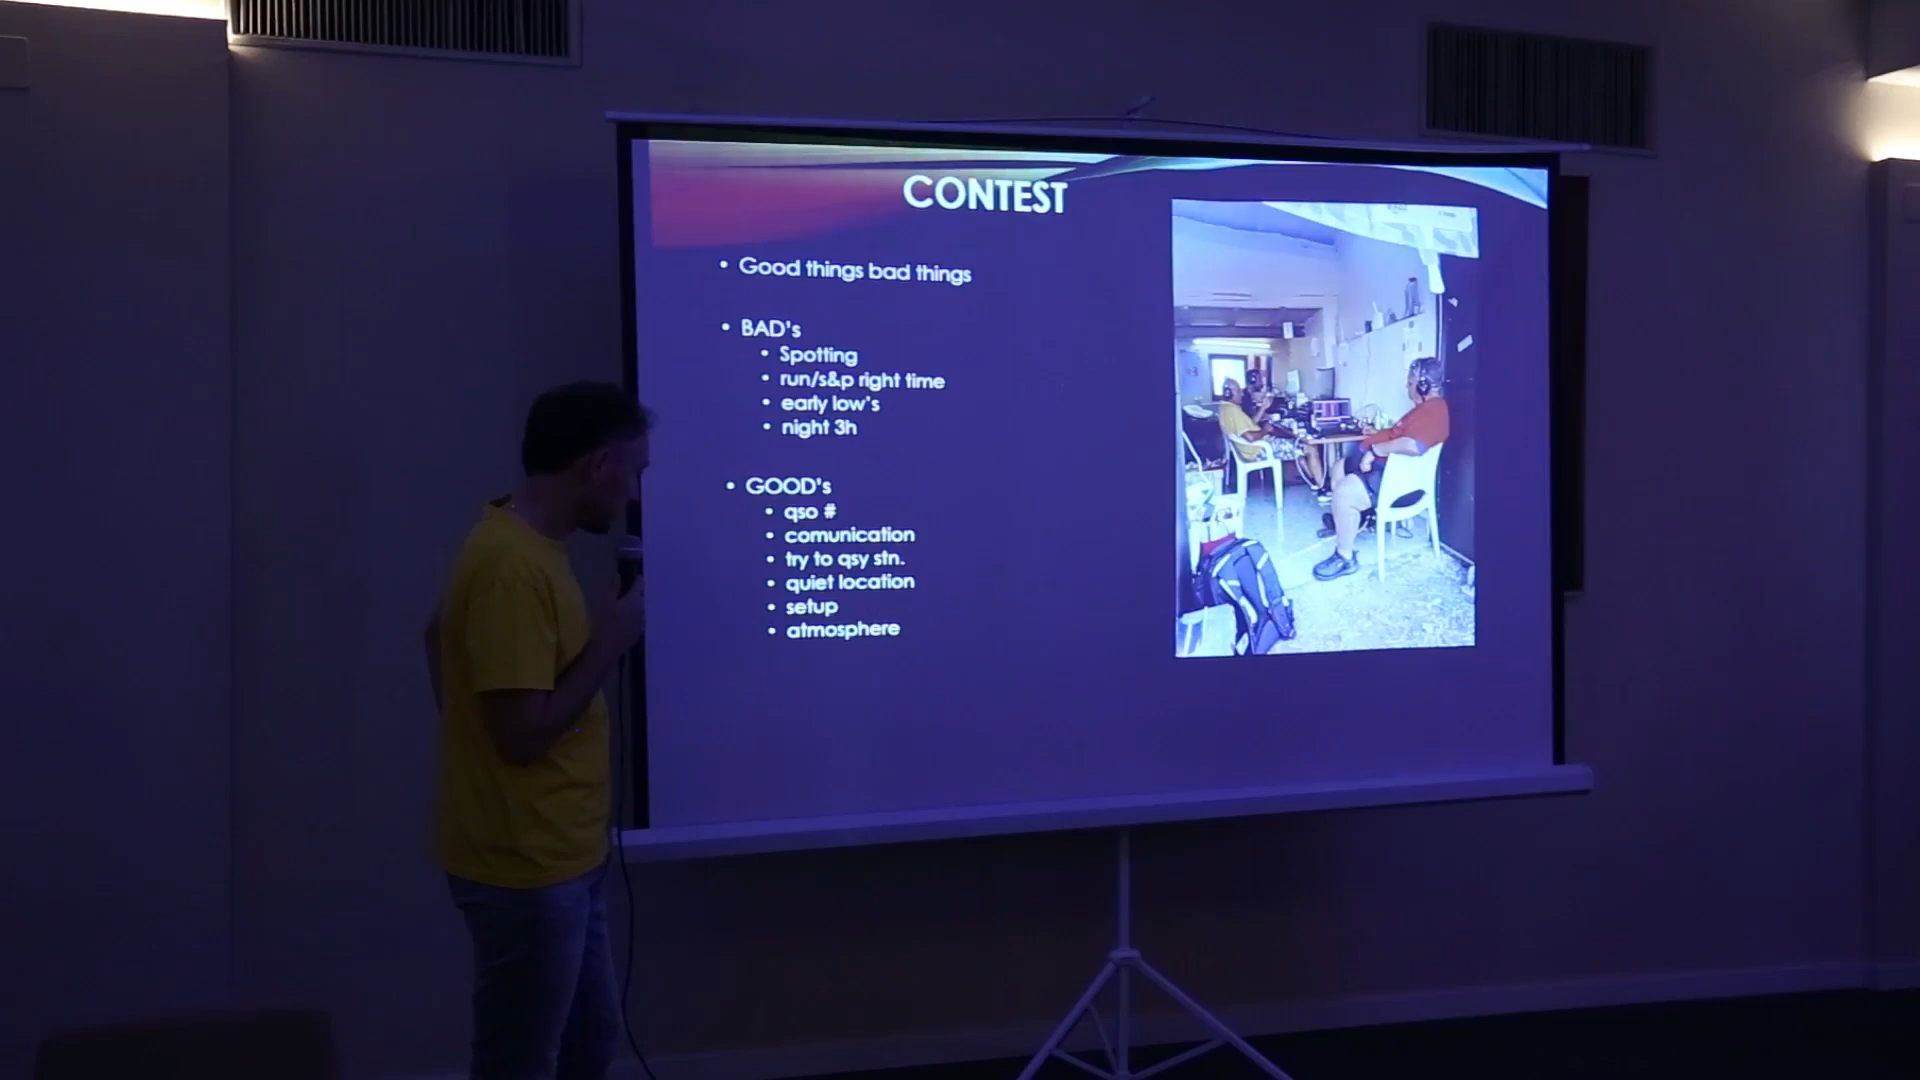 CONTEST
• Good things bad things
• BAD's
• Spotting
• run/s&p right time
• early low's
• night 3h
• GOOD's
• qso #
• comunication
• try to qsy stn.
• quiet location
• setup
• atmosphere